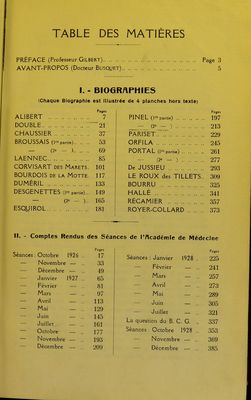 TABLE DES MATIÈRES
PRÉFACE (Professeur GILBERT) Page 3
AVANT-PROPOS (Docteur BUSQUET) 5
I. - BIOGRAPHIES
(Chaque Biographie est illustrée de 4 planches hors texte)
Pages
ALIBERT 7
DOUBLE 21
CHAUSSIER 37
BROUSSAIS (1re partie) 53
— (2e — ) 69
LAENNEC 85
CORVISART DES MARETS 101
BOURDOIS DE LA MOTTE 117
DUMÉRIL 133
DESGENETTES (1re partie) 149
— (2e — ) 165
ESQUIROL 181
Pages
PINEL (1re partie) 197
— (2e — ) 213
PARISET 229
ORFILA 245
PORTAL (1re partie) 261
— (2e — ) 277
De JUSSIEU 293
LE ROUX des TILLETS 309
BOURRU 325
HALLÉ 341
RÉCAMIER 357
ROYER-COLLARD 373
II. - Comptes Rendus des Séances de l'Académie de Médecine
Pages
Séances: Octobre 1926 17
— Novembre — 33
— Décembre — 49
— Janvier 1927 65
— Février — 81
— Mars — 97
— Avril — 113
— Mai — 129
— Juin — 145
— Juillet — 161
— Octobre — 177
— Novembre — 193
— Décembre — 209
Pages
Séances: Janvier 1928 225
— Février — 241
— Mars — 257
— Avril — 273
— Mai — 289
— Juin — 305
— Juillet — 321
La question du B. C. G. 337
Séances: Octobre 1928 353
— Novembre — 369
— Décembre — 385